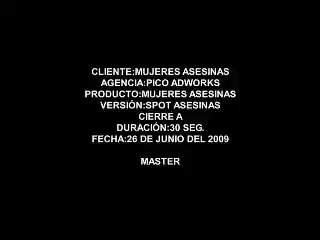 CLIENTE:MUJERES ASESINAS
AGENCIA:PICO ADWORKS
PRODUCTO:MUJERES ASESINAS
VERSIÓN:SPOT ASESINAS
CIERRE A
DURACIÓN:30 SEG.
FECHA:26 DE JUNIO DEL 2009
MASTER